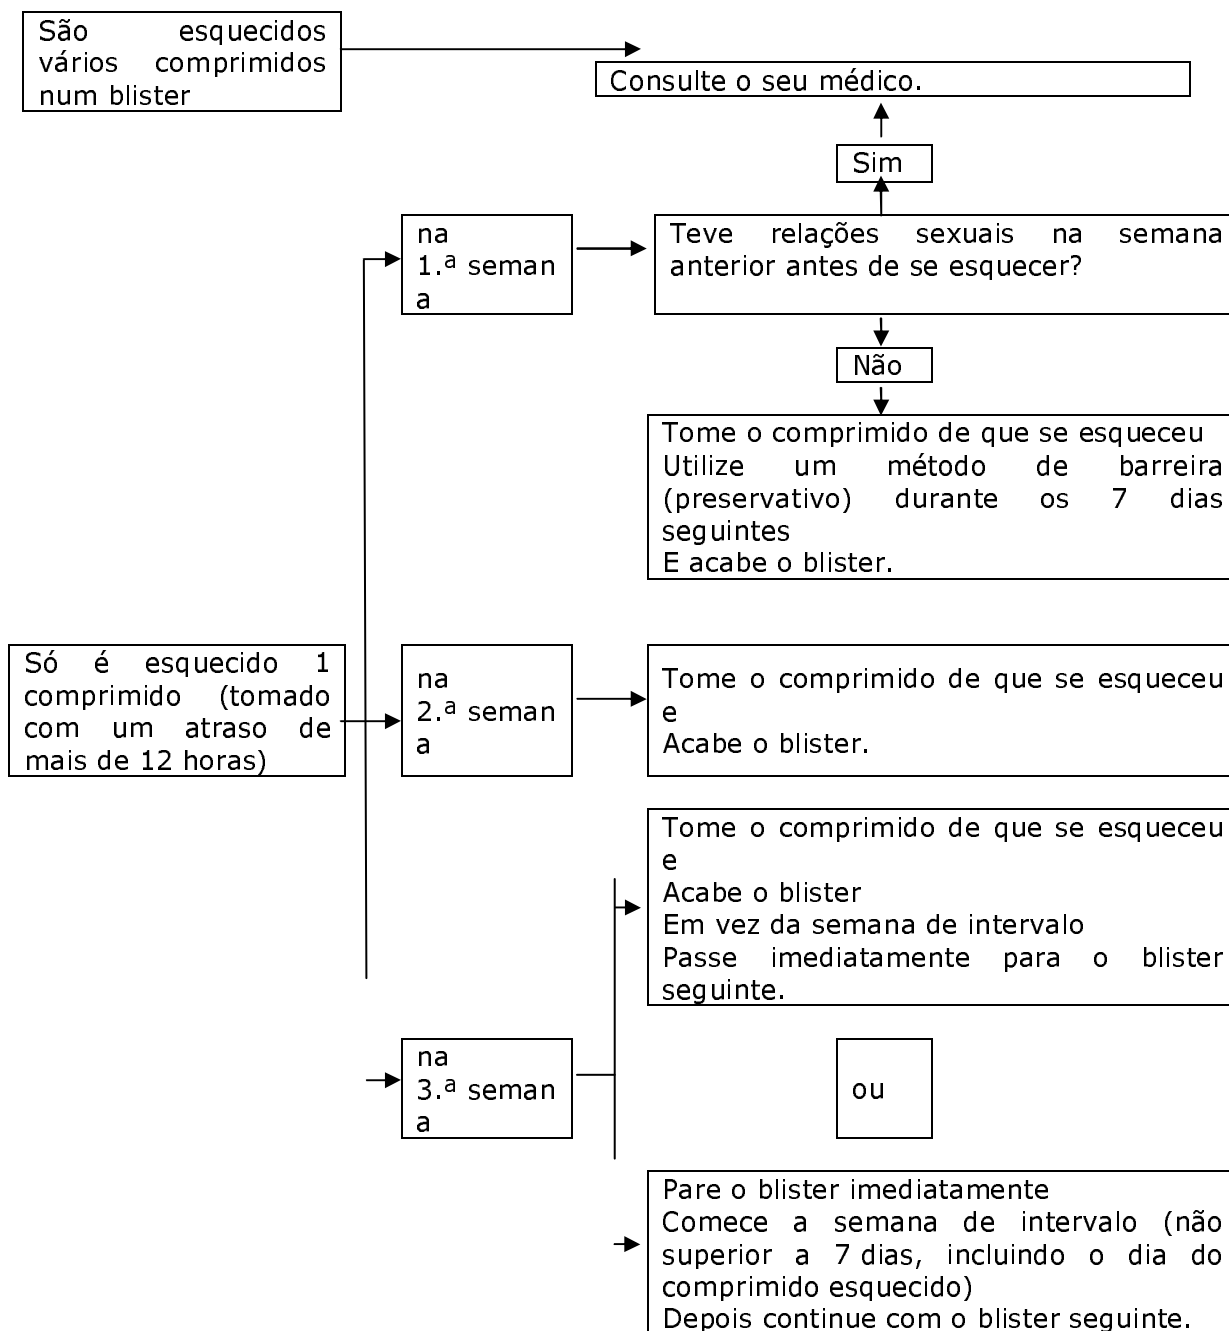 São esquecidos
vários comprimidos
num blister
Consulte o seu médico.
Sim
na
1.ª seman
a
Teve relações sexuais na semana
anterior antes de se esquecer?
Não
Tome o comprimido de que se esqueceu
Utilize um método de barreira
(preservativo) durante os 7 dias
seguintes
E acabe o blister.
Só é esquecido 1
comprimido (tomado
com um atraso de
mais de 12 horas)
na
2.ª seman
a
Tome o comprimido de que se esqueceu
e
Acabe o blister.
Tome o comprimido de que se esqueceu
e
Acabe o blister
Em vez da semana de intervalo
Passe imediatamente para o blister
seguinte.
na
3.ª seman
a
ou
Pare o blister imediatamente
Comece a semana de intervalo (não
superior a 7 dias, incluindo o dia do
comprimido esquecido)
Depois continue com o blister seguinte.